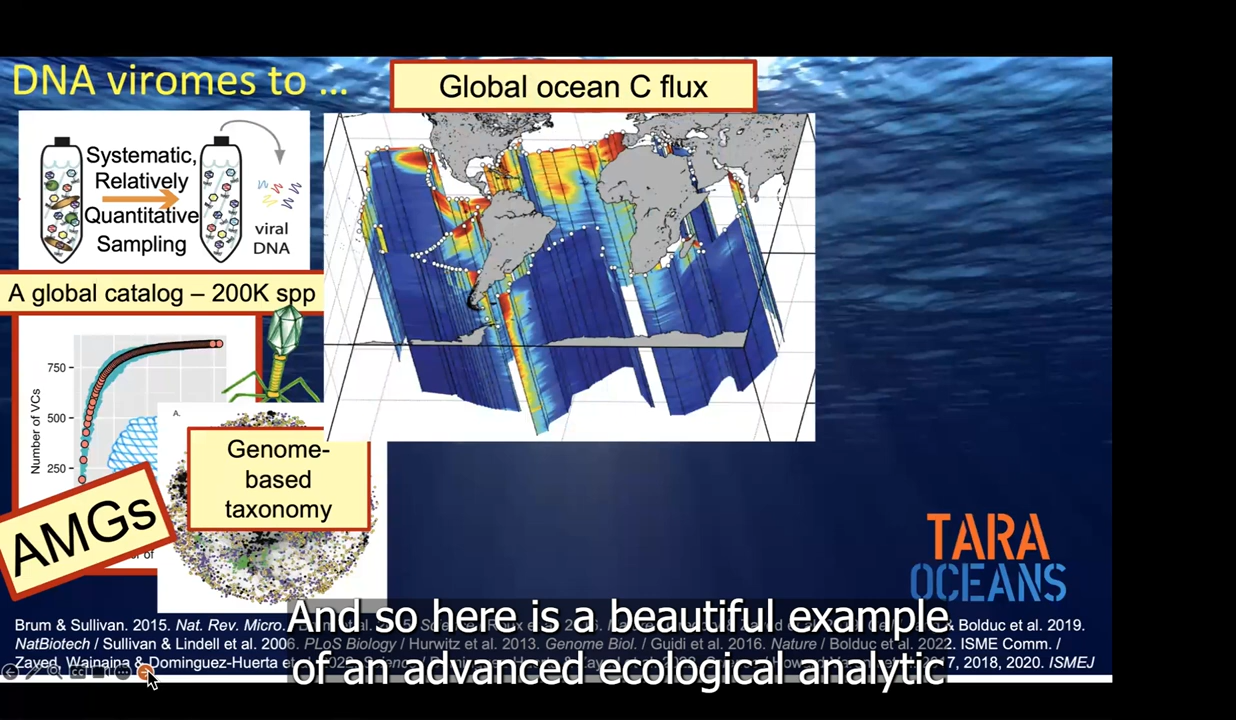 DNA viromes to ...
Global ocean C flux
Systematic,
Relatively
Quantitative
Sampling
viral
DNA
A global catalog – 200K spp
750
500
250
Number of VCs
A.
Genome-
based
taxonomy
AMGs
of
TARA
OCEANS
Brum & Sullivan. 2015. Nat. Rev. Micro. & Bolduc et al. 2019.
NatBiotech / Sullivan & Lindell et al. 2006. PLoS Biology / Hurwitz et al. 2013. Genome Biol. / Guidi et al. 2016. Nature / Bolduc et al. 2022. ISME Comm. /
Zayed, Wainaina & Dominguez-Huerta et 2017, 2018, 2020. ISMEJ
And so here is a beautiful example
of an advanced ecological analytic